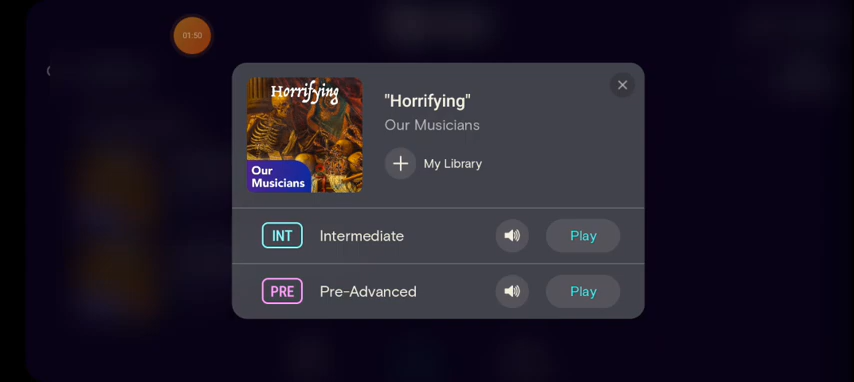 01:50
Horrifying
Our
Musicians
"Horrifying"
Our Musicians
My Library
INT Intermediate Play
PRE Pre-Advanced Play